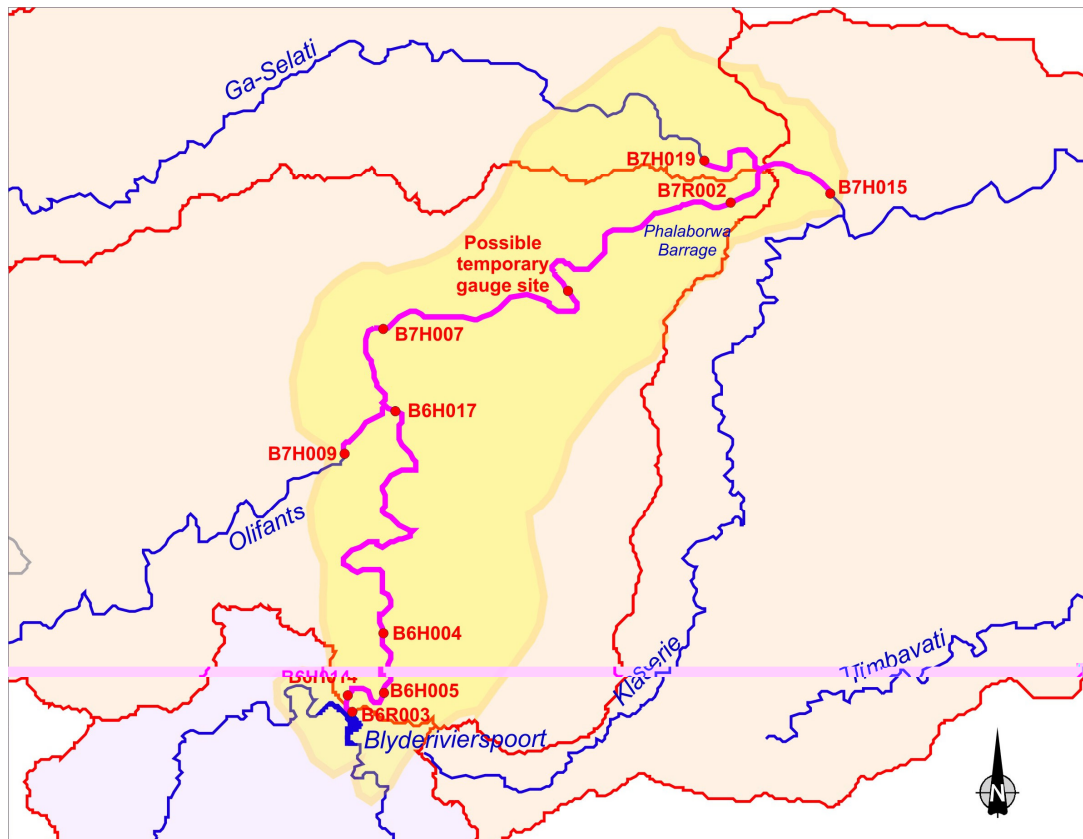 Ga-Selati
B7H019
B7R002
B7H015
Phalaborwa
Barrage
Possible
temporary
gauge site
B7H007
B6H017
B7H009
Olifants
B6H004
Klaserie
B6H014
B6H005
B6R003
Blyderivierspoort
N